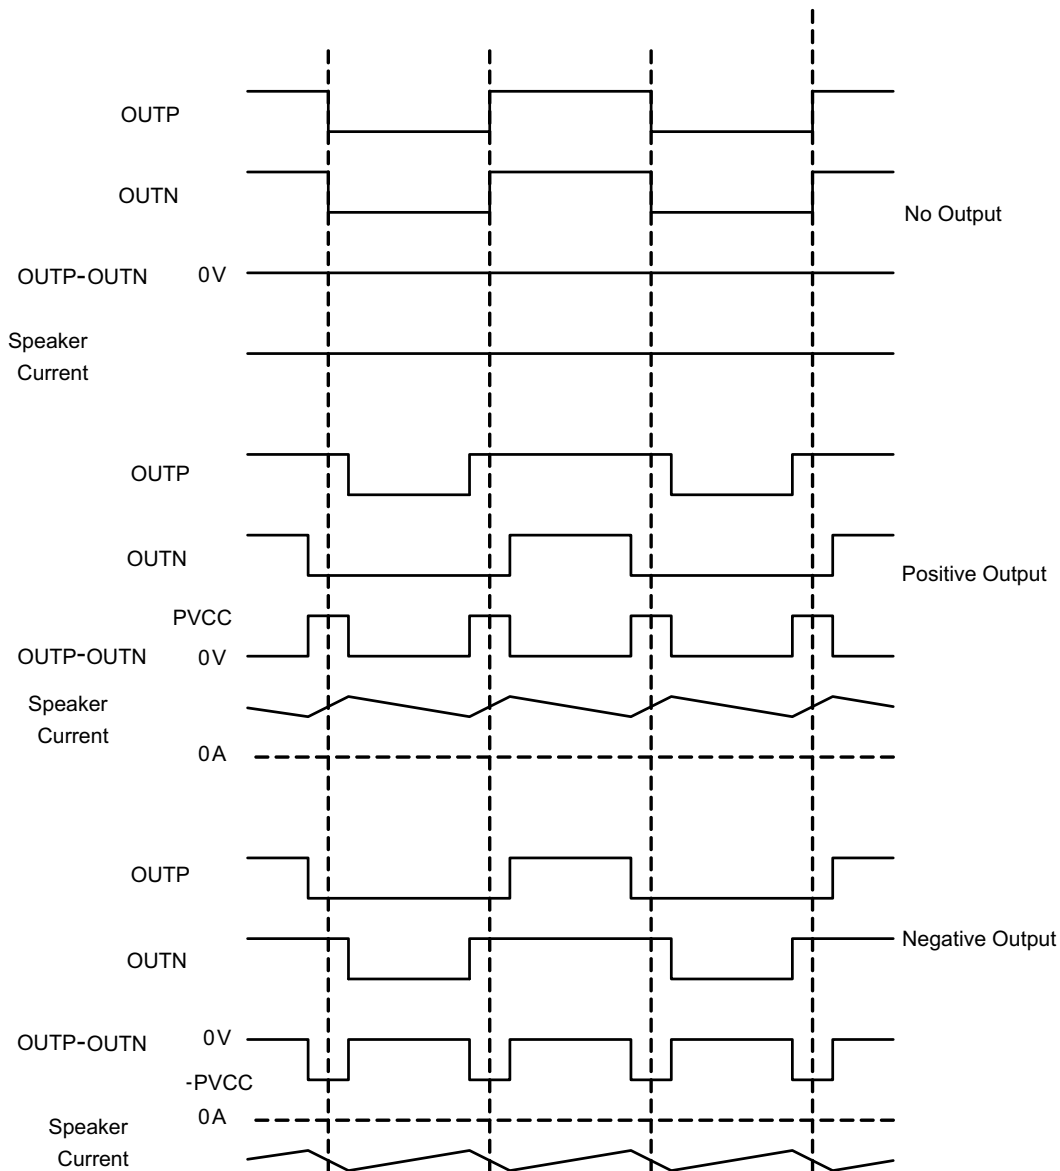 OUTP
OUTN
No Output
OUTP-OUTN 0V
Speaker
Current
OUTP
OUTN
Positive Output
PVCC
OUTP-OUTN 0V
Speaker
Current
0A
OUTP
Negative Output
OUTN
OUTP-OUTN 0V
-PVCC
0A
Speaker
Current